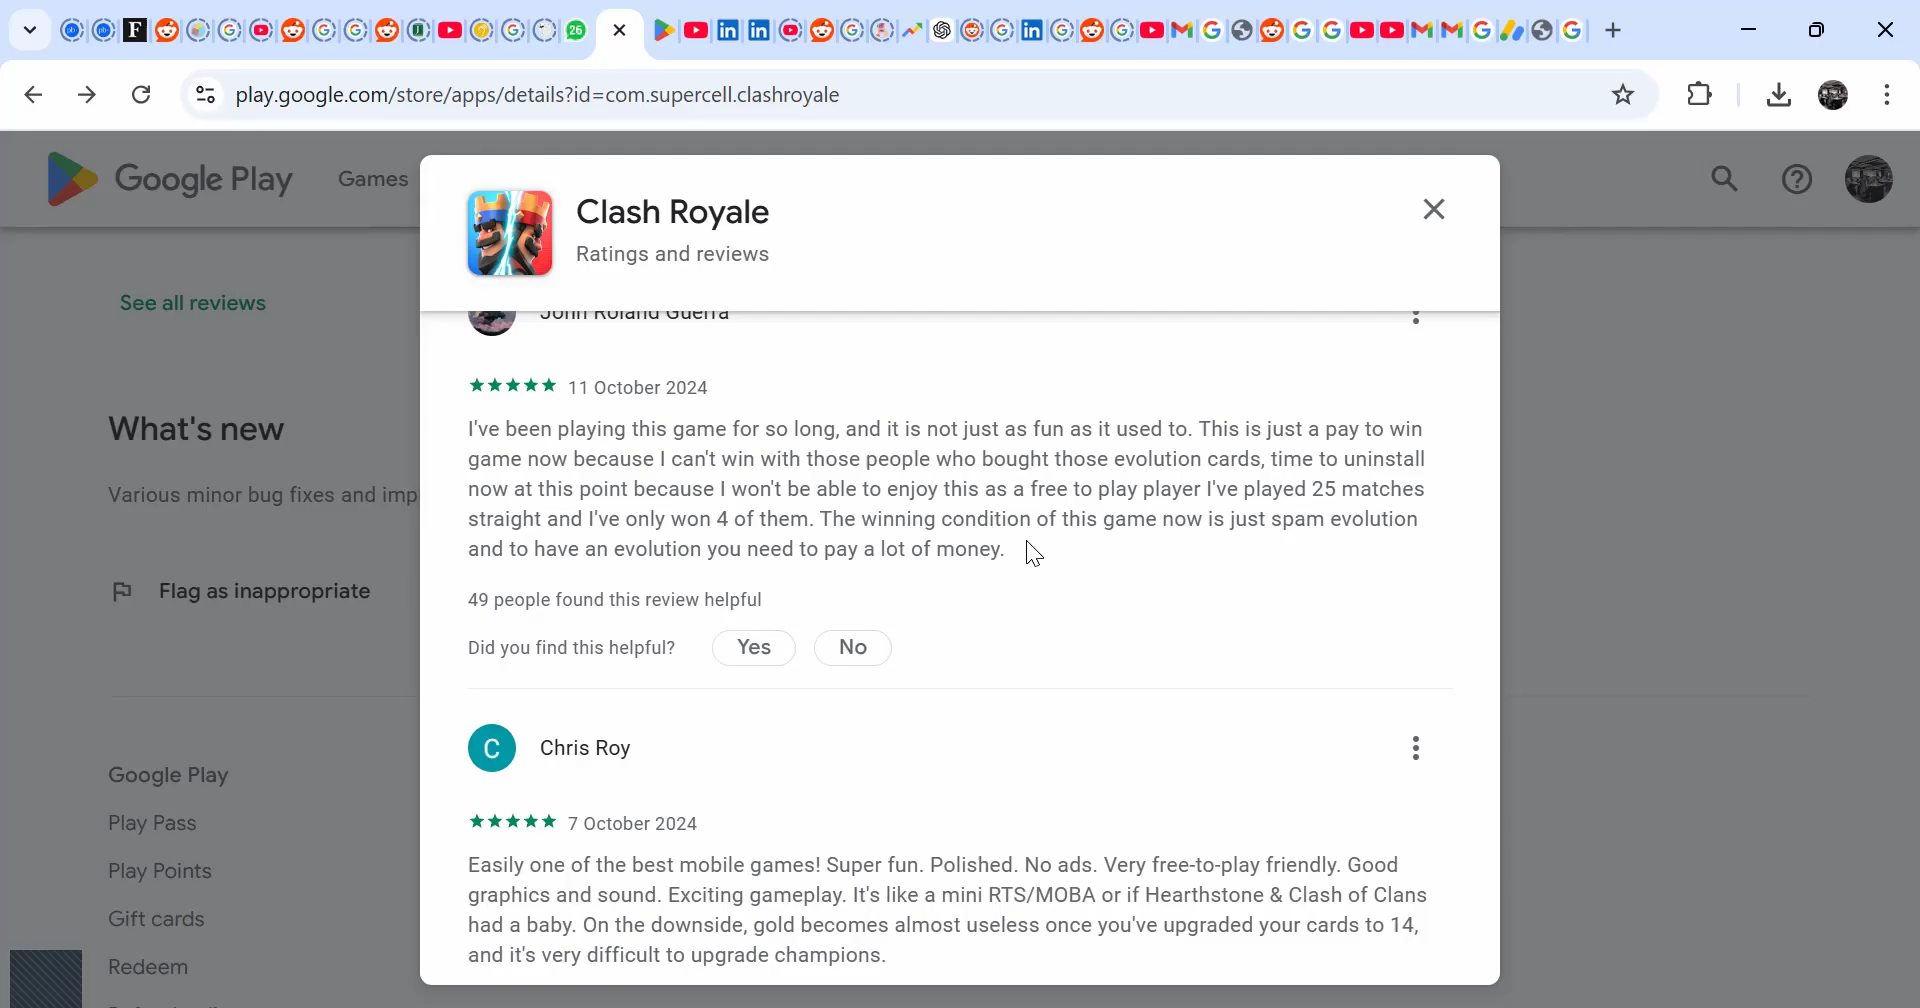 26
play.google.com/store/apps/details?id=com.supercell.clashroyale
Google Play
Games
Clash Royale
Ratings and reviews
See all reviews
What's new
Various minor bug fixes and imp
Flag as inappropriate
Google Play
Play Pass
Play Points
Gift cards
Redeem
John Roland Guerra
11 October 2024
I've been playing this game for so long, and it is not just as fun as it used to. This is just a pay to win
game now because I can't win with those people who bought those evolution cards, time to uninstall
now at this point because I won't be able to enjoy this as a free to play player I've played 25 matches
straight and I've only won 4 of them. The winning condition of this game now is just spam evolution
and to have an evolution you need to pay a lot of money.
49 people found this review helpful
Did you find this helpful?
Yes
No
C
Chris Roy
7 October 2024
Easily one of the best mobile games! Super fun. Polished. No ads. Very free-to-play friendly. Good
graphics and sound. Exciting gameplay. It's like a mini RTS/MOBA or if Hearthstone & Clash of Clans
had a baby. On the downside, gold becomes almost useless once you've upgraded your cards to 14,
and it's very difficult to upgrade champions.